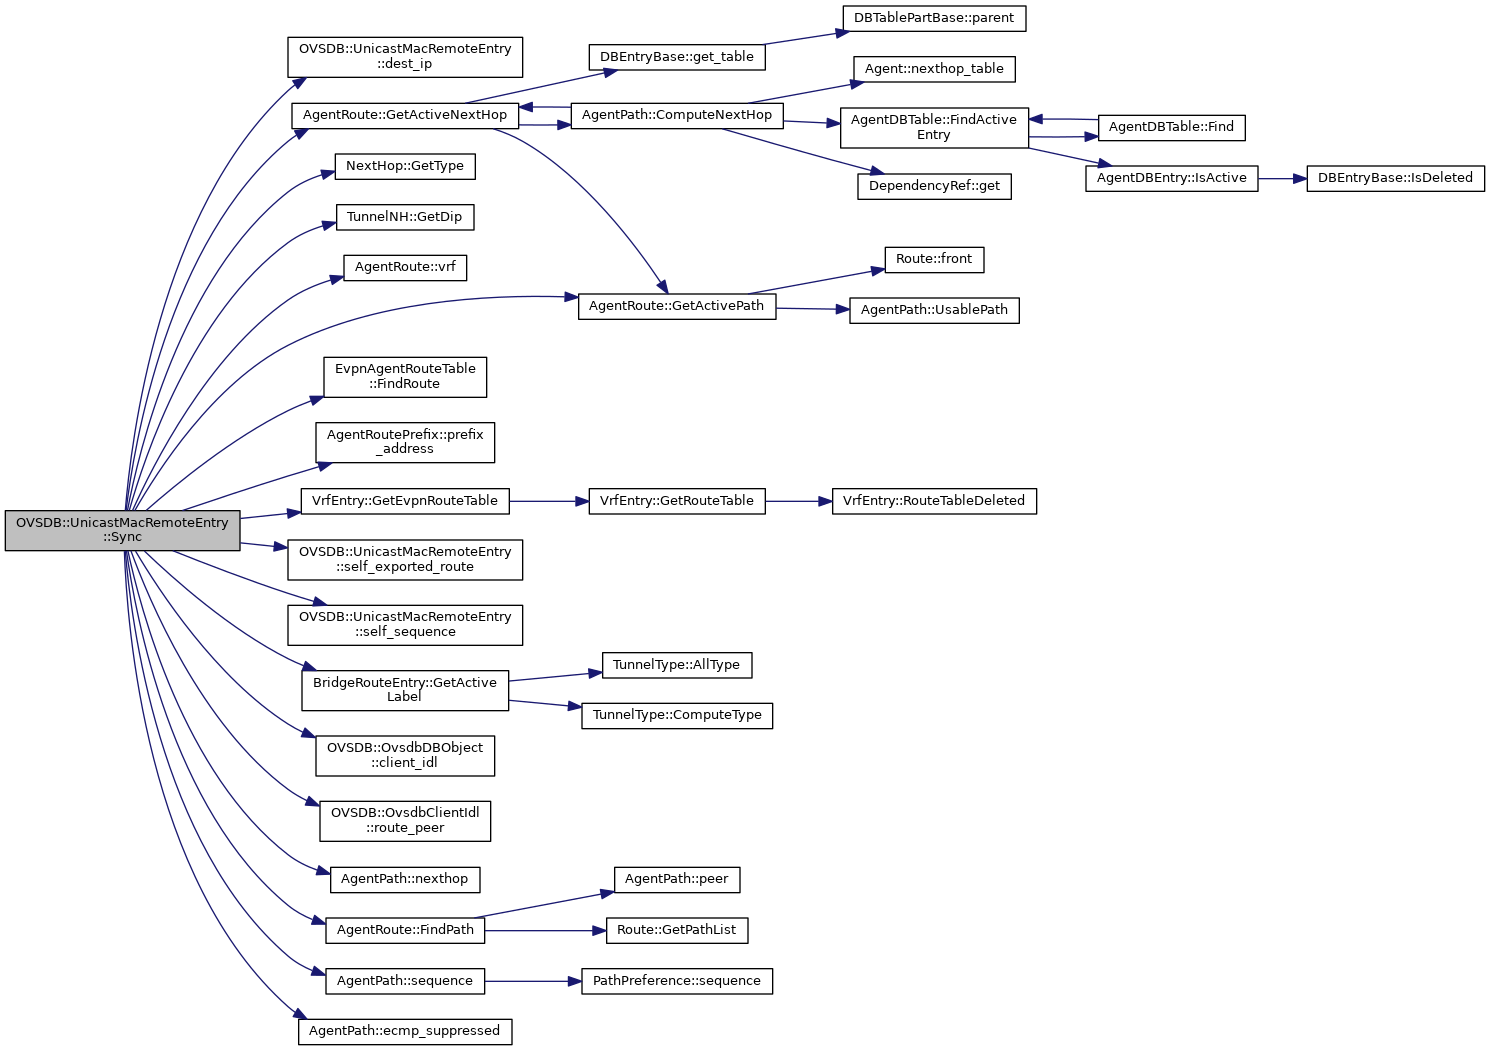 DBTablePartBase::parent
OVSDB::UnicastMacRemoteEntry
::dest_ip
DBEntryBase::get_table
Agent::nexthop_table
AgentRoute::GetActiveNextHop
AgentPath::ComputeNextHop
AgentDBTable::FindActive
Entry
AgentDBTable::Find
NextHop::GetType
DependencyRef::get
AgentDBEntry::IsActive
DBEntryBase::IsDeleted
TunnelNH::GetDip
AgentRoute::vrf
Route::front
AgentRoute::GetActivePath
AgentPath::UsablePath
EvpnAgentRouteTable
::FindRoute
AgentRoutePrefix::prefix
_address
OVSDB::UnicastMacRemoteEntry
::Sync
VrfEntry::GetEvpnRouteTable
VrfEntry::GetRouteTable
VrfEntry::RouteTableDeleted
OVSDB::UnicastMacRemoteEntry
::self_exported_route
OVSDB::UnicastMacRemoteEntry
::self_sequence
BridgeRouteEntry::GetActive
Label
TunnelType::AllType
TunnelType::ComputeType
OVSDB::OvsdbDBObject
::client_idl
OVSDB::OvsdbClientIdl
::route_peer
AgentPath::nexthop
AgentPath::peer
AgentRoute::FindPath
Route::GetPathList
AgentPath::sequence
PathPreference::sequence
AgentPath::ecmp_suppressed